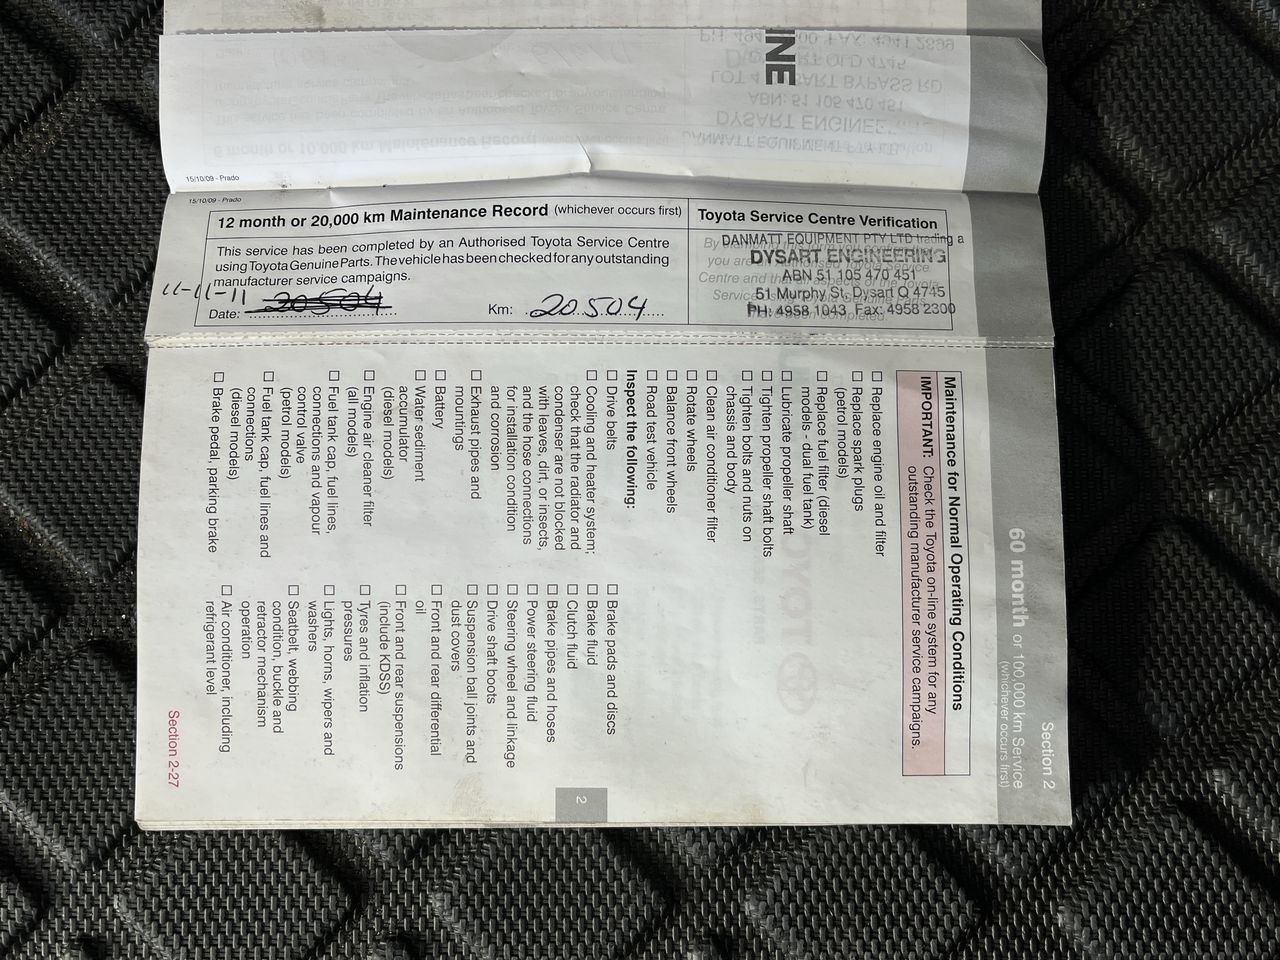 INE
15/10/09 - Prado
15/10/09 - Prado
12 month or 20,000 km Maintenance Record (whichever occurs first)
This service has been completed by an Authorised Toyota Service Centre
using Toyota Genuine Parts. The vehicle has been checked for any outstanding
manufacturer service campaigns.
11-11-11
Date: 20504
Km: 20504
Toyota Service Centre Verification
DANMATT EQUIPMENT PTY LTD trading a
DYSART ENGINEERING
ABN 51 105 470 451
51 Murphy St, Dysart Q 4745
PH: 4958 1043 Fax: 4958 2300
Section 2
60 month or 100,000 km Service
(whichever occurs first)
Maintenance for Normal Operating Conditions
IMPORTANT: Check the Toyota on-line system for any
outstanding manufacturer service campaigns.
☐ Replace engine oil and filter
☐ Replace spark plugs
(petrol models)
☐ Replace fuel filter (diesel
models - dual fuel tank)
☐ Lubricate propeller shaft
☐ Tighten propeller shaft bolts
☐ Tighten bolts and nuts on
chassis and body
☐ Clean air conditioner filter
☐ Rotate wheels
☐ Balance front wheels
☐ Road test vehicle
Inspect the following:
☐ Drive belts
☐ Cooling and heater system;
check that the radiator and
condenser are not blocked
with leaves, dirt, or insects,
and the hose connections
for installation condition
and corrosion
☐ Exhaust pipes and
mountings
☐ Battery
☐ Water sediment
accumulator
(diesel models)
☐ Engine air cleaner filter
(all models)
☐ Fuel tank cap, fuel lines,
connections and vapour
control valve
(petrol models)
☐ Fuel tank cap, fuel lines and
connections
(diesel models)
☐ Brake pedal, parking brake
☐ Brake pads and discs
☐ Brake fluid
☐ Clutch fluid
☐ Brake pipes and hoses
☐ Power steering fluid
☐ Steering wheel and linkage
☐ Drive shaft boots
☐ Suspension ball joints and
dust covers
☐ Front and rear differential
oil
☐ Front and rear suspensions
(include KDSS)
☐ Tyres and inflation
pressures
☐ Lights, horns, wipers and
washers
☐ Seatbelt, webbing
condition, buckle and
retractor mechanism
operation
☐ Air conditioner, including
refrigerant level
2
Section 2-27